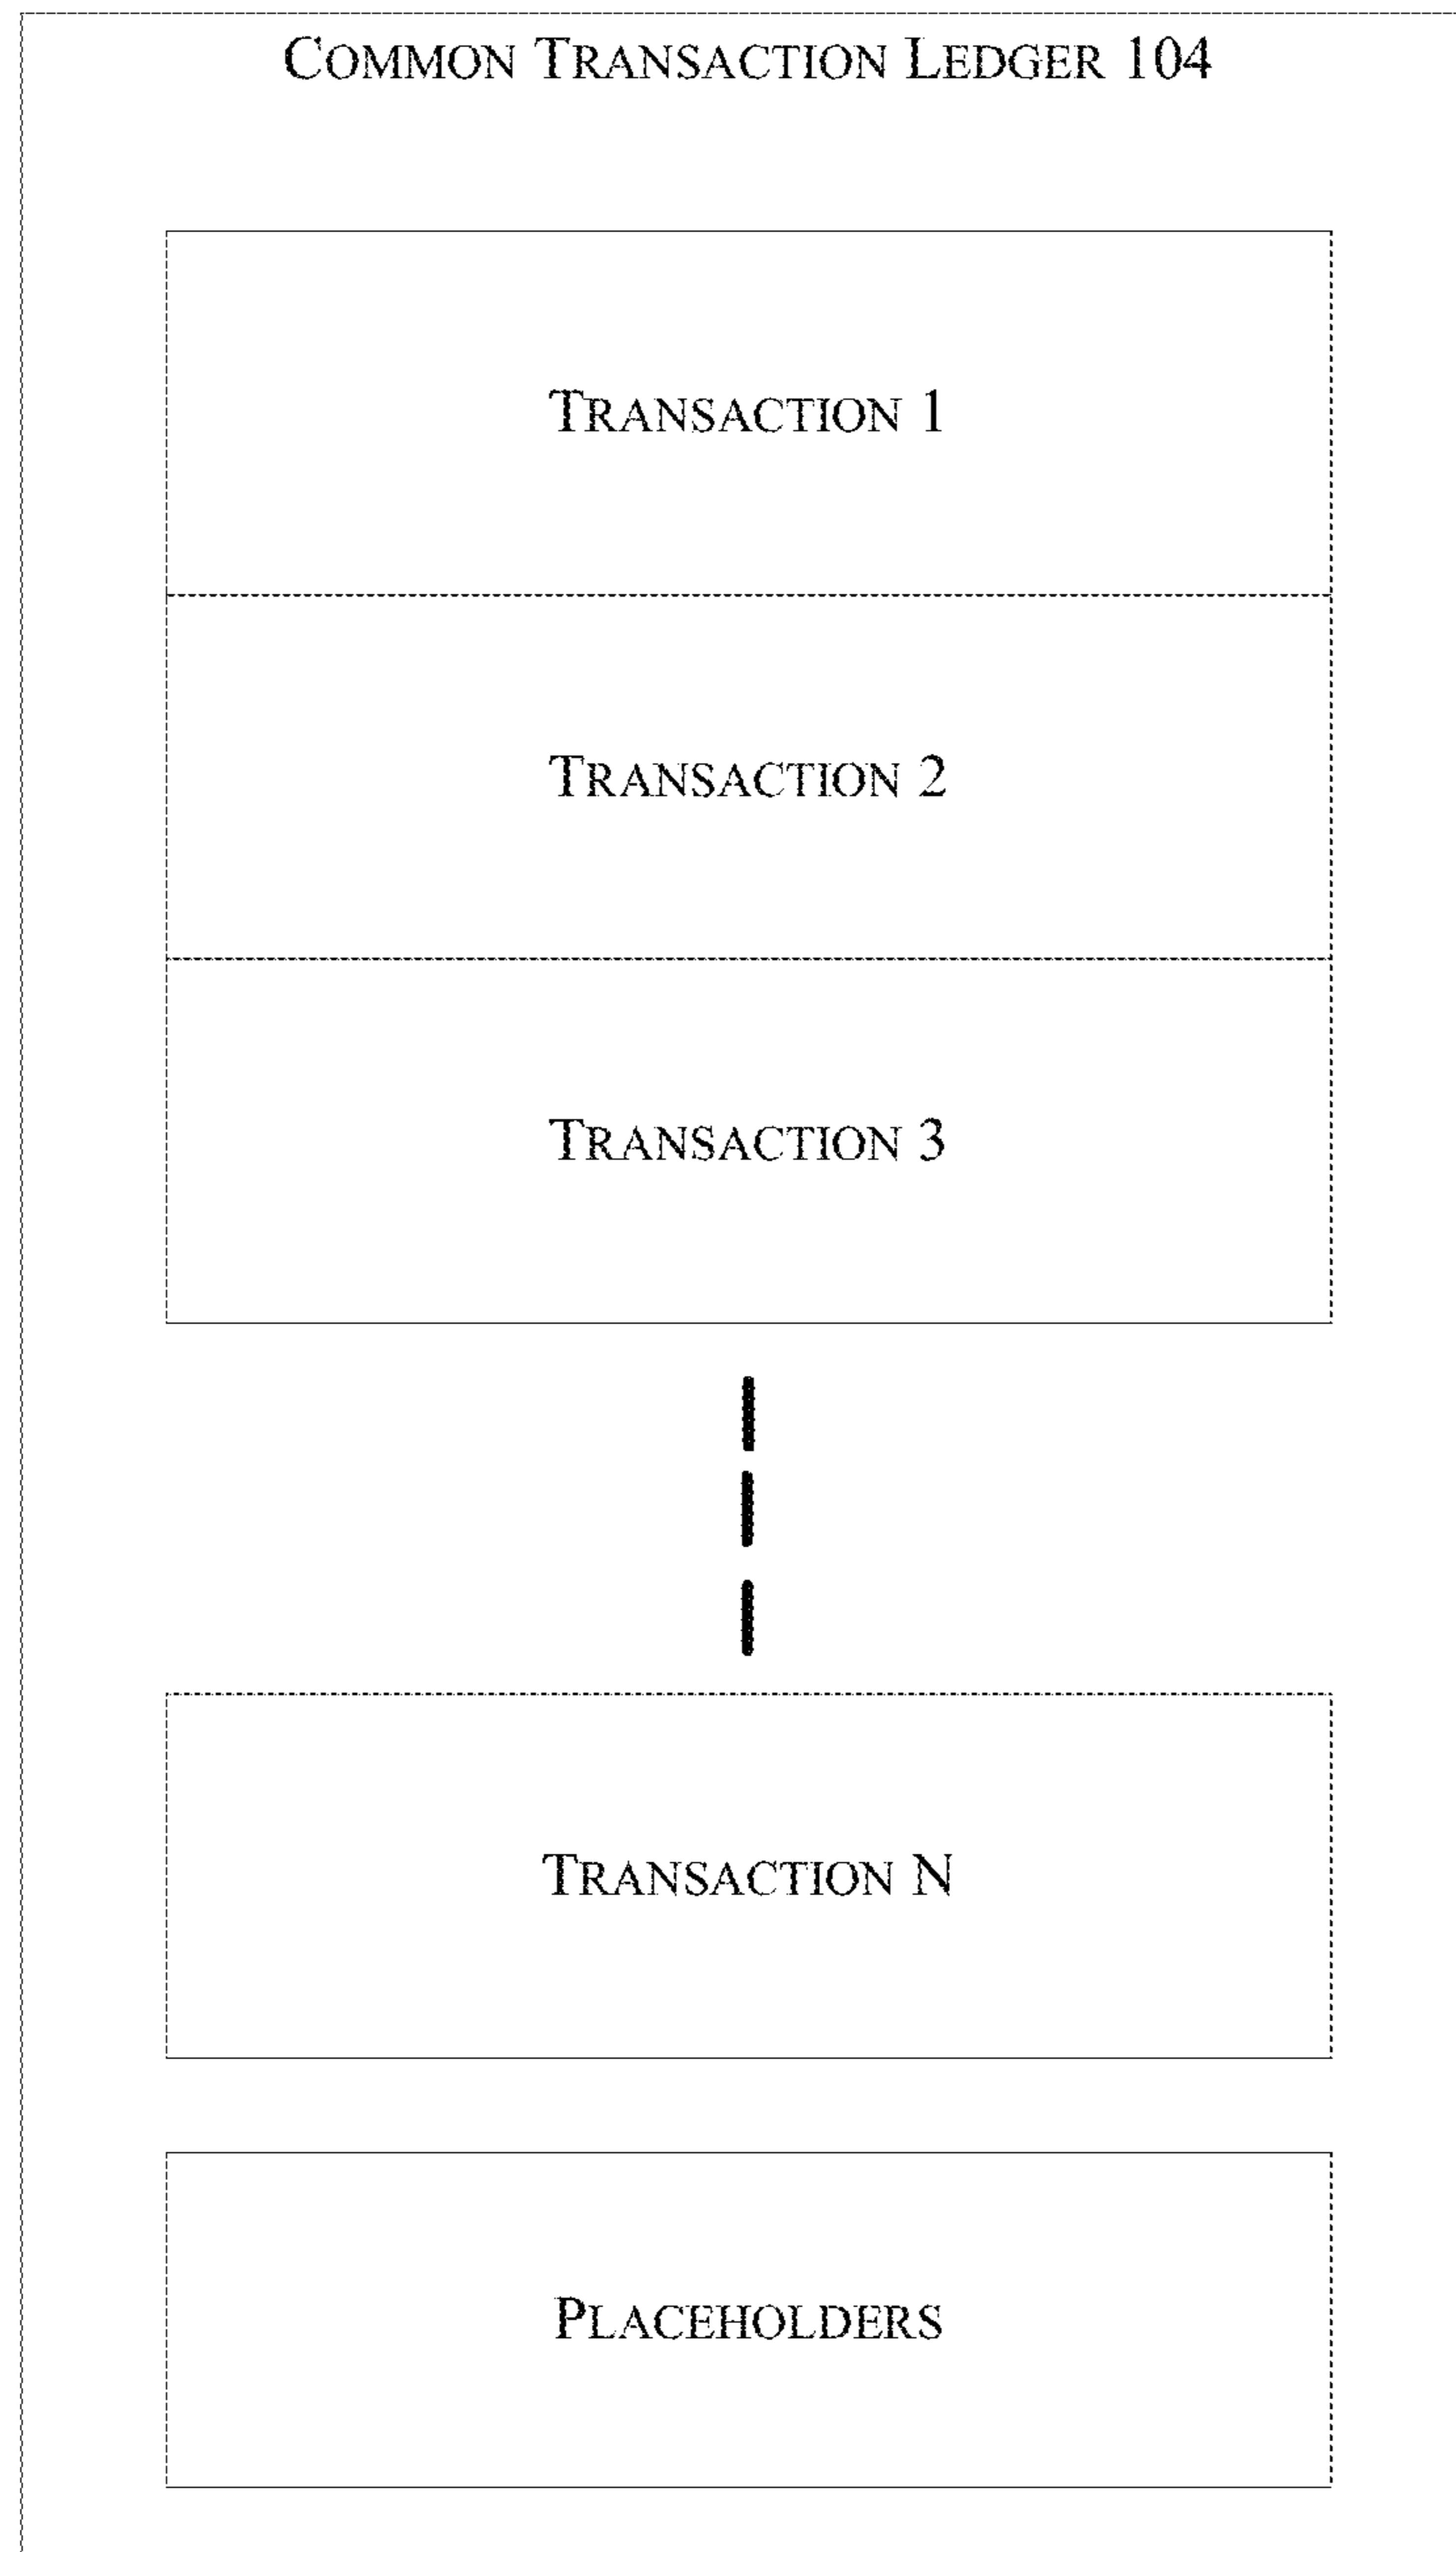 COMMON TRANSACTION LEDGER 104
TRANSACTION 1
TRANSACTION 2
TRANSACTION 3
TRANSACTION N
PLACEHOLDERS